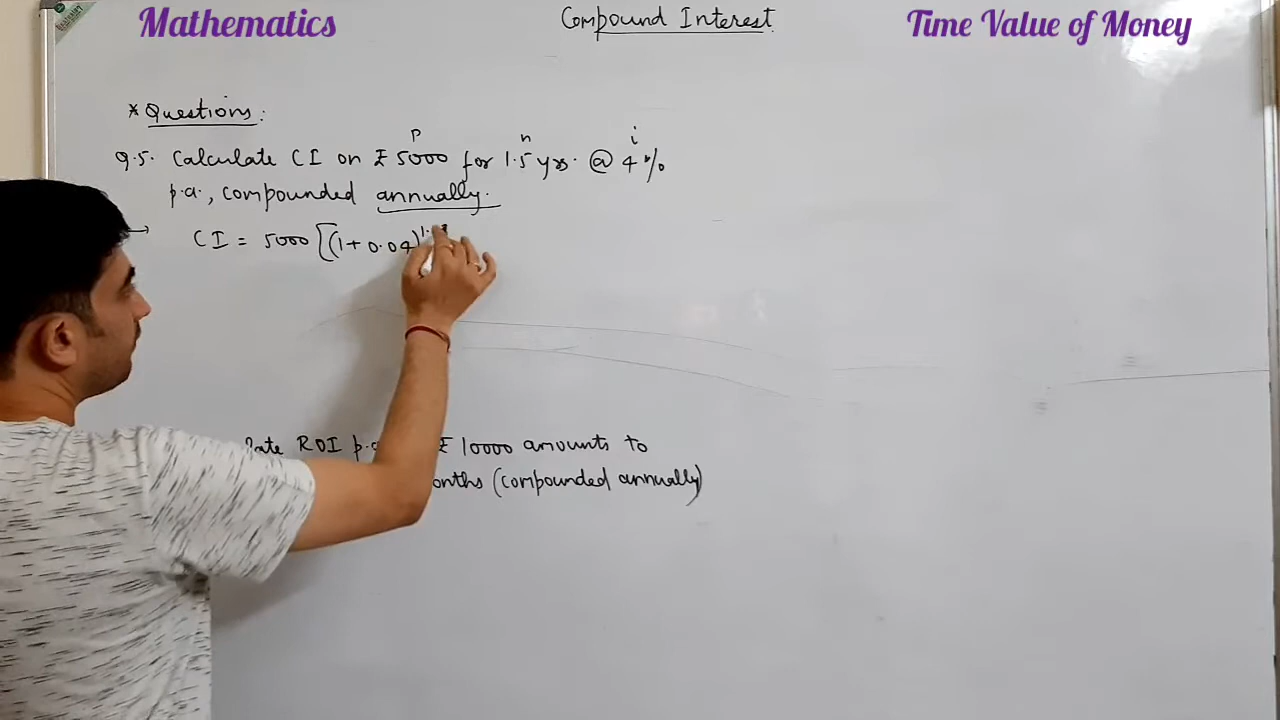 Mathematics
Compound Interest
Time Value of Money
* Questions:
P n i
Q.5. Calculate CI on ₹ 5000 for 1.5 yrs. @ 4%
p.a., compounded annually.
→ CI = 5000 [(1+0.04)
ROI ₹ 10000 amounts to
(compounded annually)